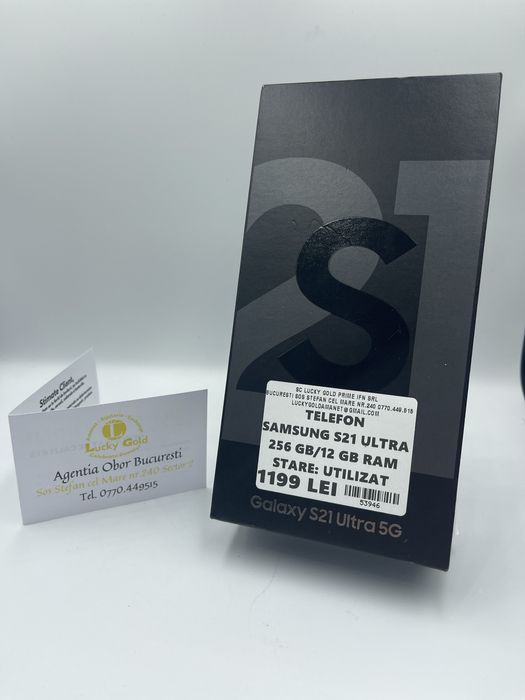 21
S
SC LUCKY GOLD PRIME IFN SRL
BUCURESTI SOS STEFAN CEL MARE NR.240 0770.449.515
LUCKYGOLDAMANET@GMAIL.COM
TELEFON
SAMSUNG S21 ULTRA
256 GB/12 GB RAM
STARE: UTILIZAT
1199 LEI
53946
Galaxy S21 Ultra 5G
Stimate Client,
L
Lucky Gold
Agentia Obor Bucuresti
Sos Stefan cel Mare nr.240 Sector 2
Tel. 0770.449515